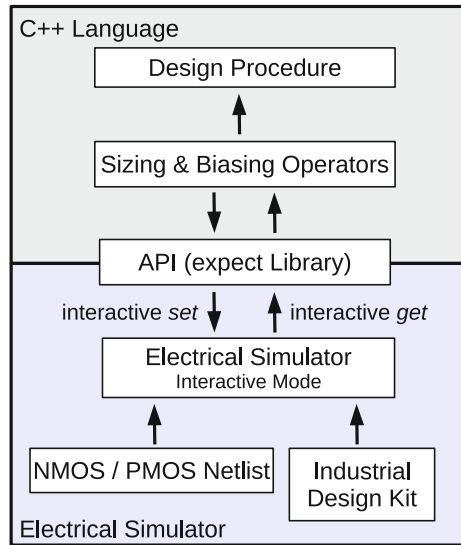 C++ Language
Design Procedure
Sizing & Biasing Operators
API (expect Library)
interactive set
interactive get
Electrical Simulator
Interactive Mode
NMOS / PMOS Netlist
Industrial
Design Kit
Electrical Simulator